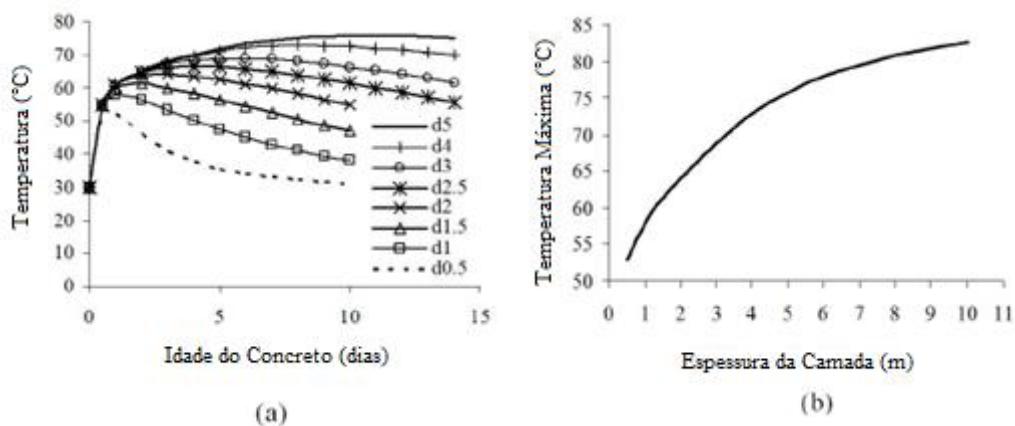 80
70
60
50
40
30
20
10
0
Temperatura (°C)
0
5
10
15
Idade do Concreto (dias)
d5
d4
d3
d2.5
d2
d1.5
d1
d0.5
(a)
85
80
75
70
65
60
55
50
Temperatura Máxima (°C)
0 1 2 3 4 5 6 7 8 9 10 11
Espessura da Camada (m)
(b)